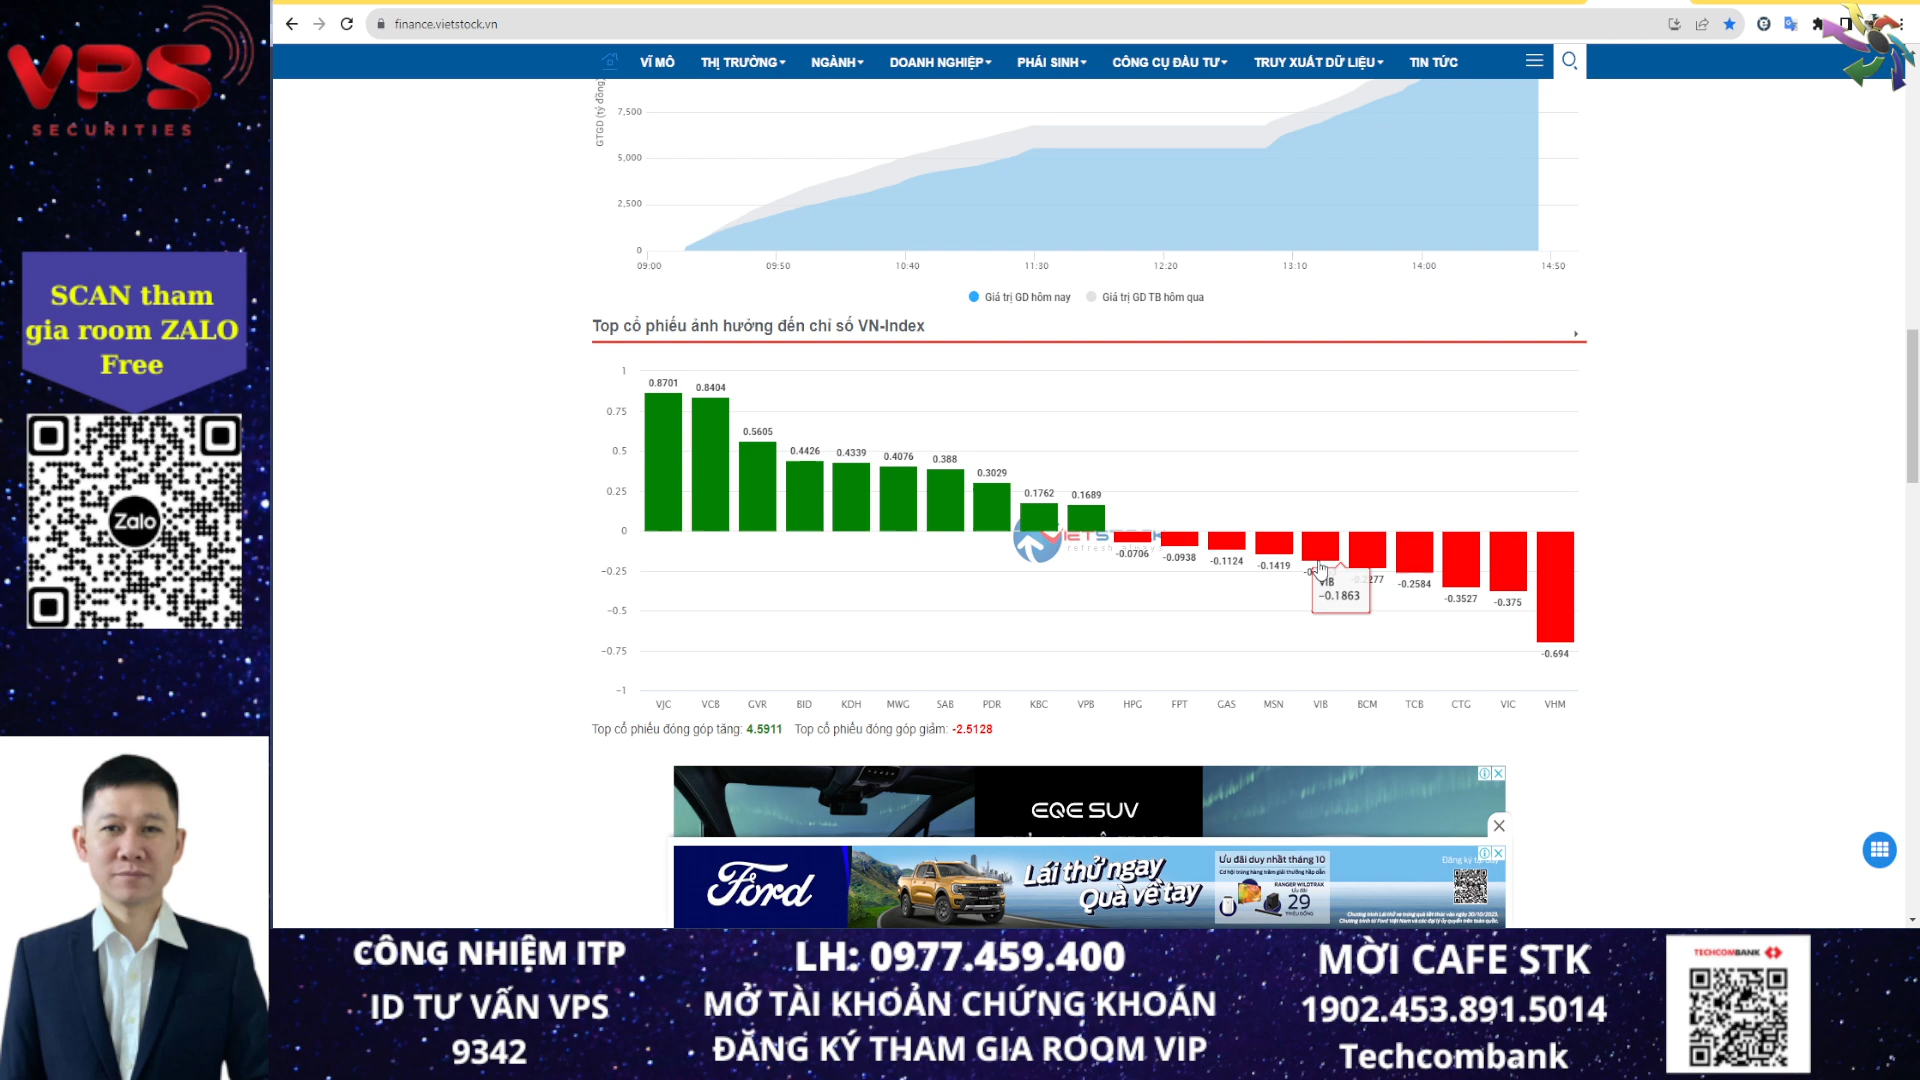 VPS
SECURITIES
SCAN tham
gia room ZALO
Free
Zalo
finance.vietstock.vn
VĨ MÔ
THỊ TRƯỜNG
NGÀNH
DOANH NGHIỆP
PHÁI SINH
CÔNG CỤ ĐẦU TƯ
TRUY XUẤT DỮ LIỆU
TIN TỨC
GTGD (tỷ đồng)
7,500
5,000
2,500
0
09:00 09:50 10:40 11:30 12:20 13:10 14:00 14:50
Giá trị GD hôm nay Giá trị GD TB hôm qua
Top cổ phiếu ảnh hưởng đến chỉ số VN-Index
1
0.75
0.5
0.25
0
−0.25
−0.5
−0.75
−1
0.8701 0.8404 0.5605 0.4426 0.4339 0.4076 0.388 0.3029 0.1762 0.1689
-0.0706 -0.0938 -0.1124 -0.1419 -0.2584 -0.3527 -0.375 -0.694
VIB
−0.1863
VJC VCB GVR BID KDH MWG SAB PDR KBC VPB HPG FPT GAS MSN VIB BCM TCB CTG VIC VHM
Top cổ phiếu đóng góp tăng: 4.5911 Top cổ phiếu đóng góp giảm: -2.5128
EQE SUV
Ford
Lái thử ngay
Quà về tay
Ưu đãi duy nhất tháng 10
RANGER WILDTRAK
29
CÔNG NHIỆM ITP
ID TƯ VẤN VPS
9342
LH: 0977.459.400
MỞ TÀI KHOẢN CHỨNG KHOÁN
ĐĂNG KÝ THAM GIA ROOM VIP
MỜI CAFE STK
1902.453.891.5014
Techcombank
TECHCOMBANK